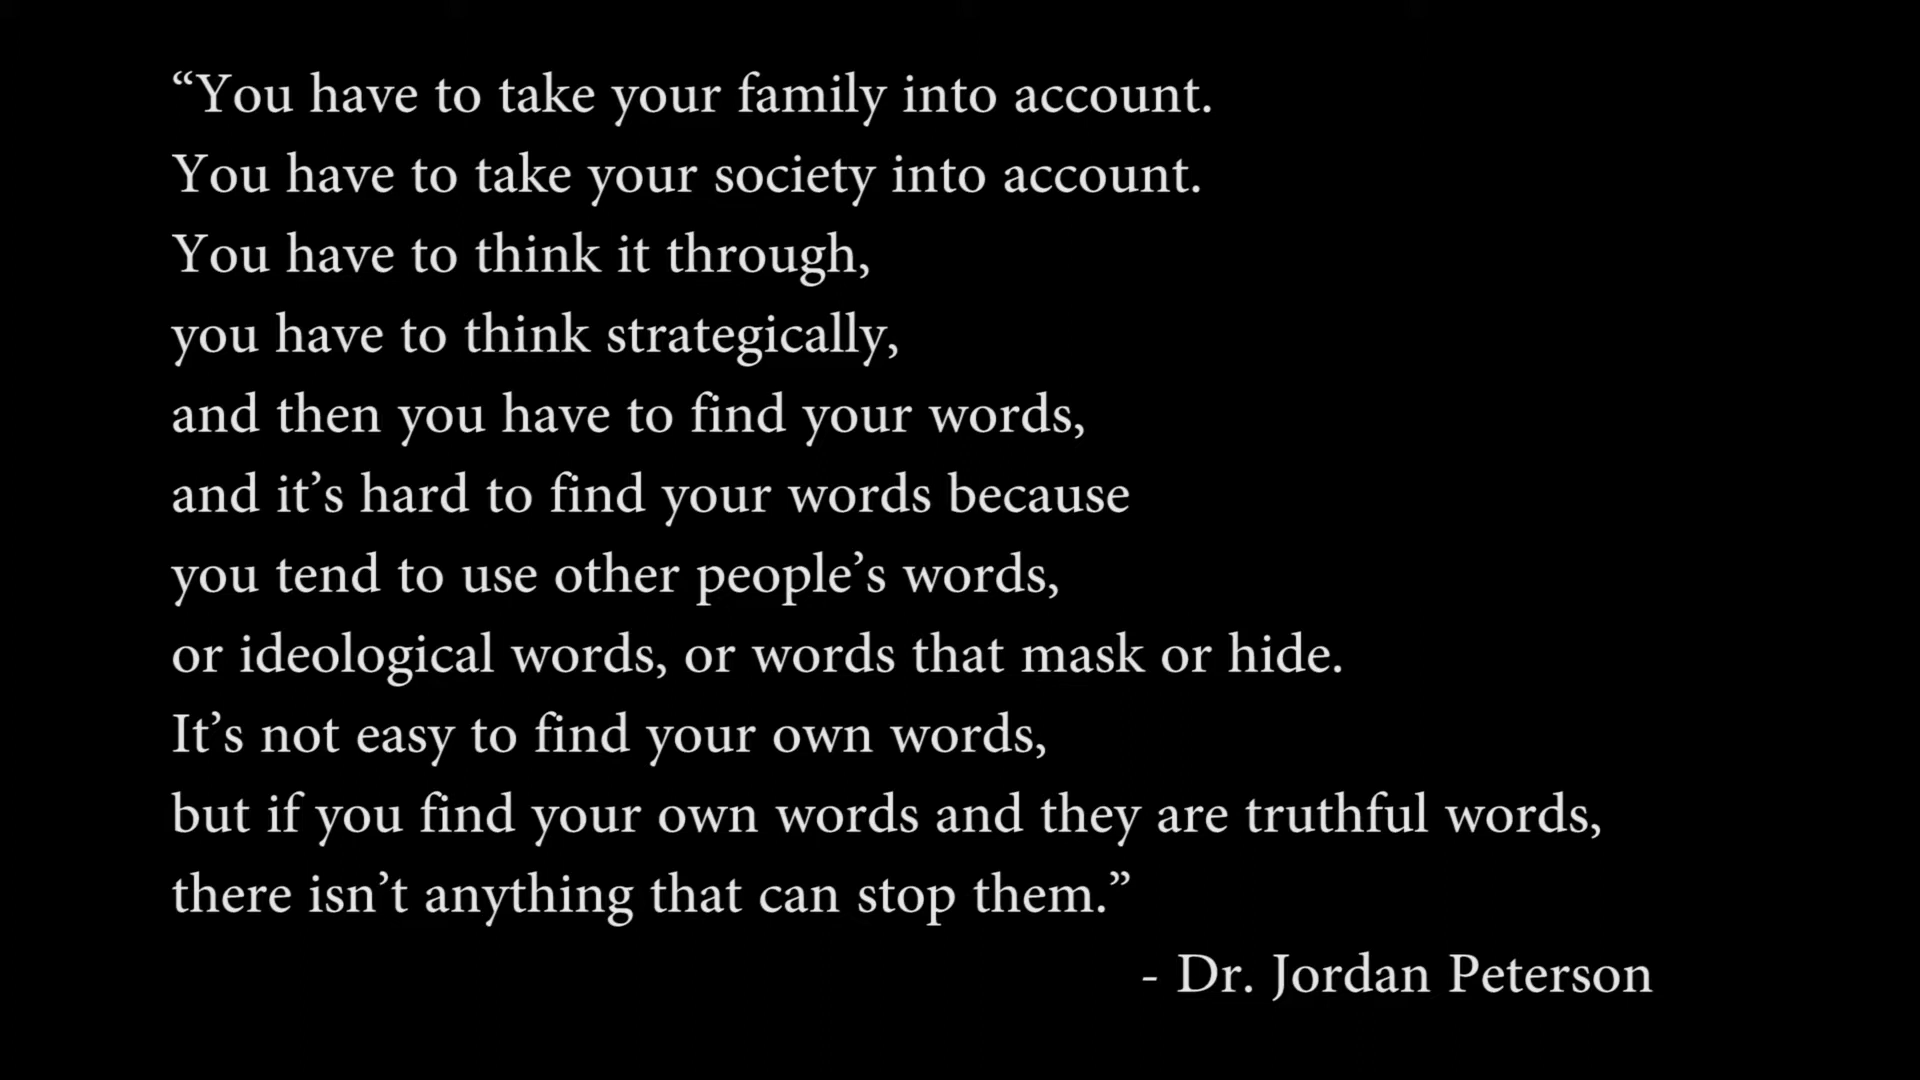 “You have to take your family into account.
You have to take your society into account.
You have to think it through,
you have to think strategically,
and then you have to find your words,
and it’s hard to find your words because
you tend to use other people’s words,
or ideological words, or words that mask or hide.
It’s not easy to find your own words,
but if you find your own words and they are truthful words,
there isn’t anything that can stop them.”
- Dr. Jordan Peterson